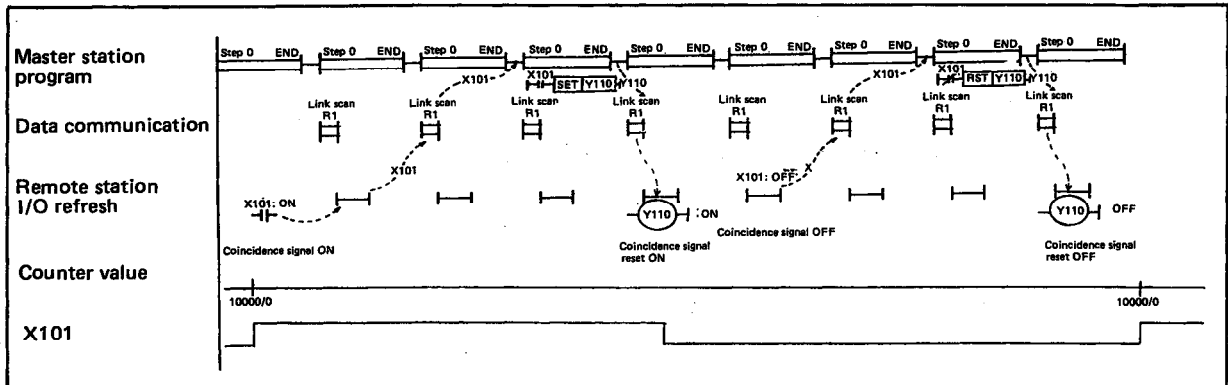 Master station program
Step 0 END Step 0 END Step 0 END Step 0 END Step 0 END Step 0 END Step 0 END Step 0 END Step 0 END
X101 X101 SET Y110 Y110 X101 X101 RST Y110 Y110
Data communication
Link scan R1 Link scan R1 Link scan R1 Link scan R1 Link scan R1 Link scan R1 Link scan R1 Link scan R1
X101 X
Remote station I/O refresh
X101: ON Y110 :ON X101: OFF Y110 OFF
Coincidence signal ON
Coincidence signal reset ON
Coincidence signal OFF
Coincidence signal reset OFF
Counter value
10000/0 10000/0
X101